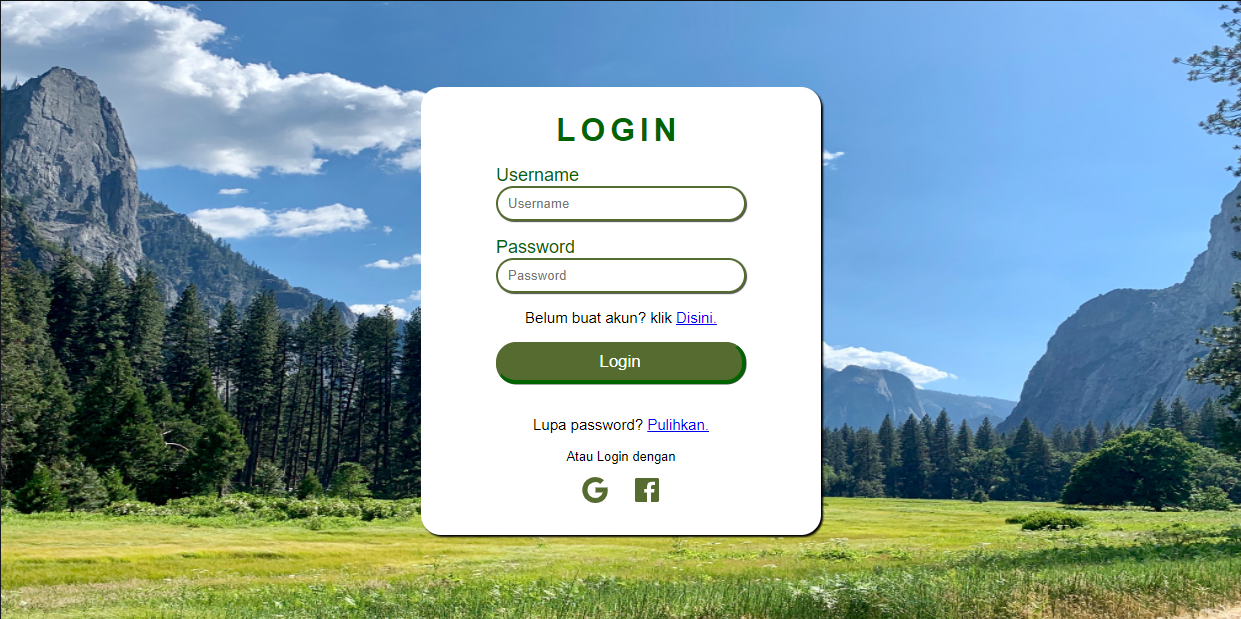 LOGIN
Username
Username
Password
Password
Belum buat akun? klik Disini.
Login
Lupa password? Pulihkan.
Atau Login dengan